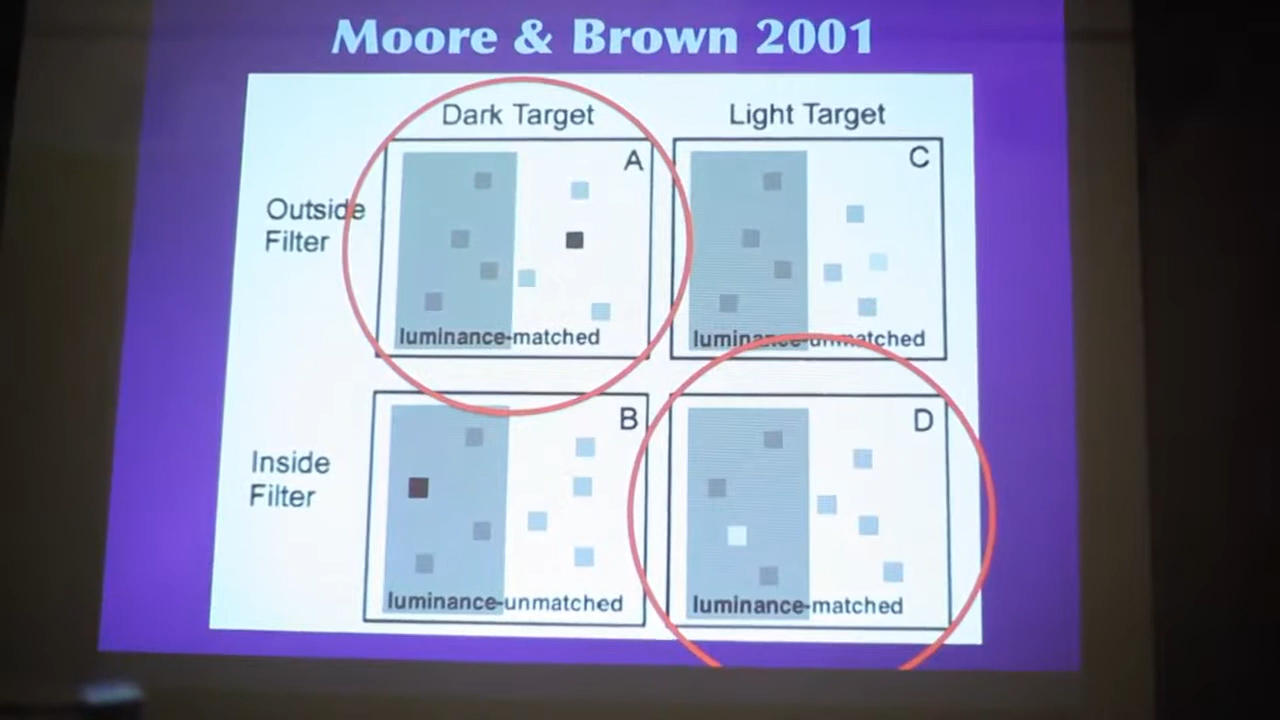 Moore & Brown 2001
Dark Target
Light Target
Outside
Filter
A
C
luminance-matched
luminance-unmatched
Inside
Filter
B
D
luminance-unmatched
luminance-matched